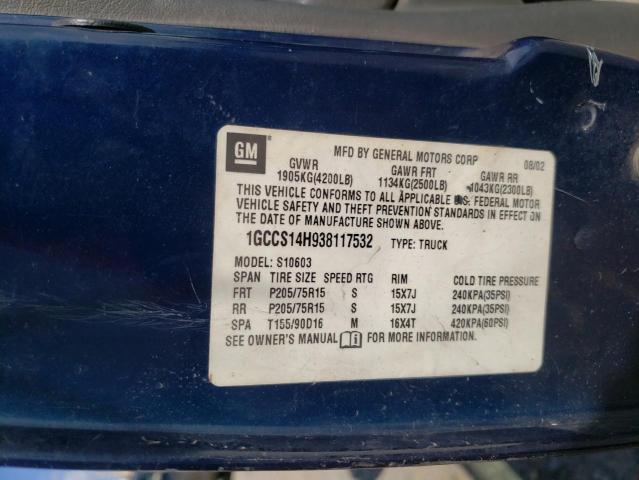 GM
MFD BY GENERAL MOTORS CORP 08/02
GVWR GAWR FRT GAWR RR
1905KG(4200LB) 1134KG(2500LB) 1043KG(2300LB)
THIS VEHICLE CONFORMS TO ALL APPLICABLE U.S. FEDERAL MOTOR
VEHICLE SAFETY AND THEFT PREVENTION STANDARDS IN EFFECT ON
THE DATE OF MANUFACTURE SHOWN ABOVE.
1GCCS14H938117532 TYPE: TRUCK
MODEL: S10603
SPAN TIRE SIZE SPEED RTG RIM COLD TIRE PRESSURE
FRT P205/75R15 S 15X7J 240KPA(35PSI)
RR P205/75R15 S 15X7J 240KPA(35PSI)
SPA T155/90D16 M 16X4T 420KPA(60PSI)
SEE OWNER'S MANUAL FOR MORE INFORMATION.